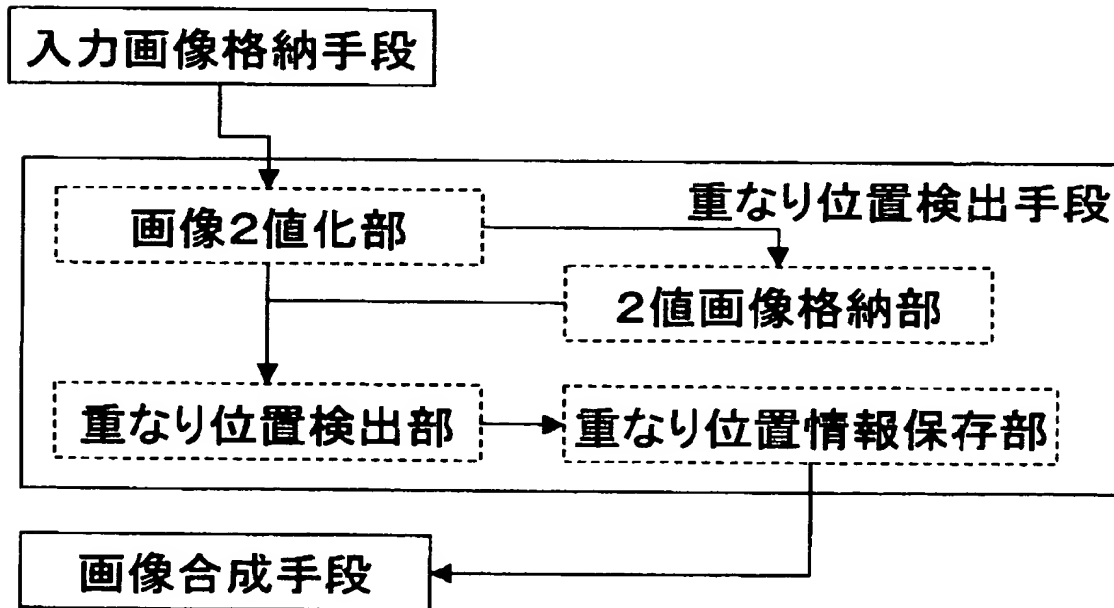 入力画像格納手段
重なり位置検出手段
画像2値化部
2値画像格納部
重なり位置検出部
重なり位置情報保存部
画像合成手段